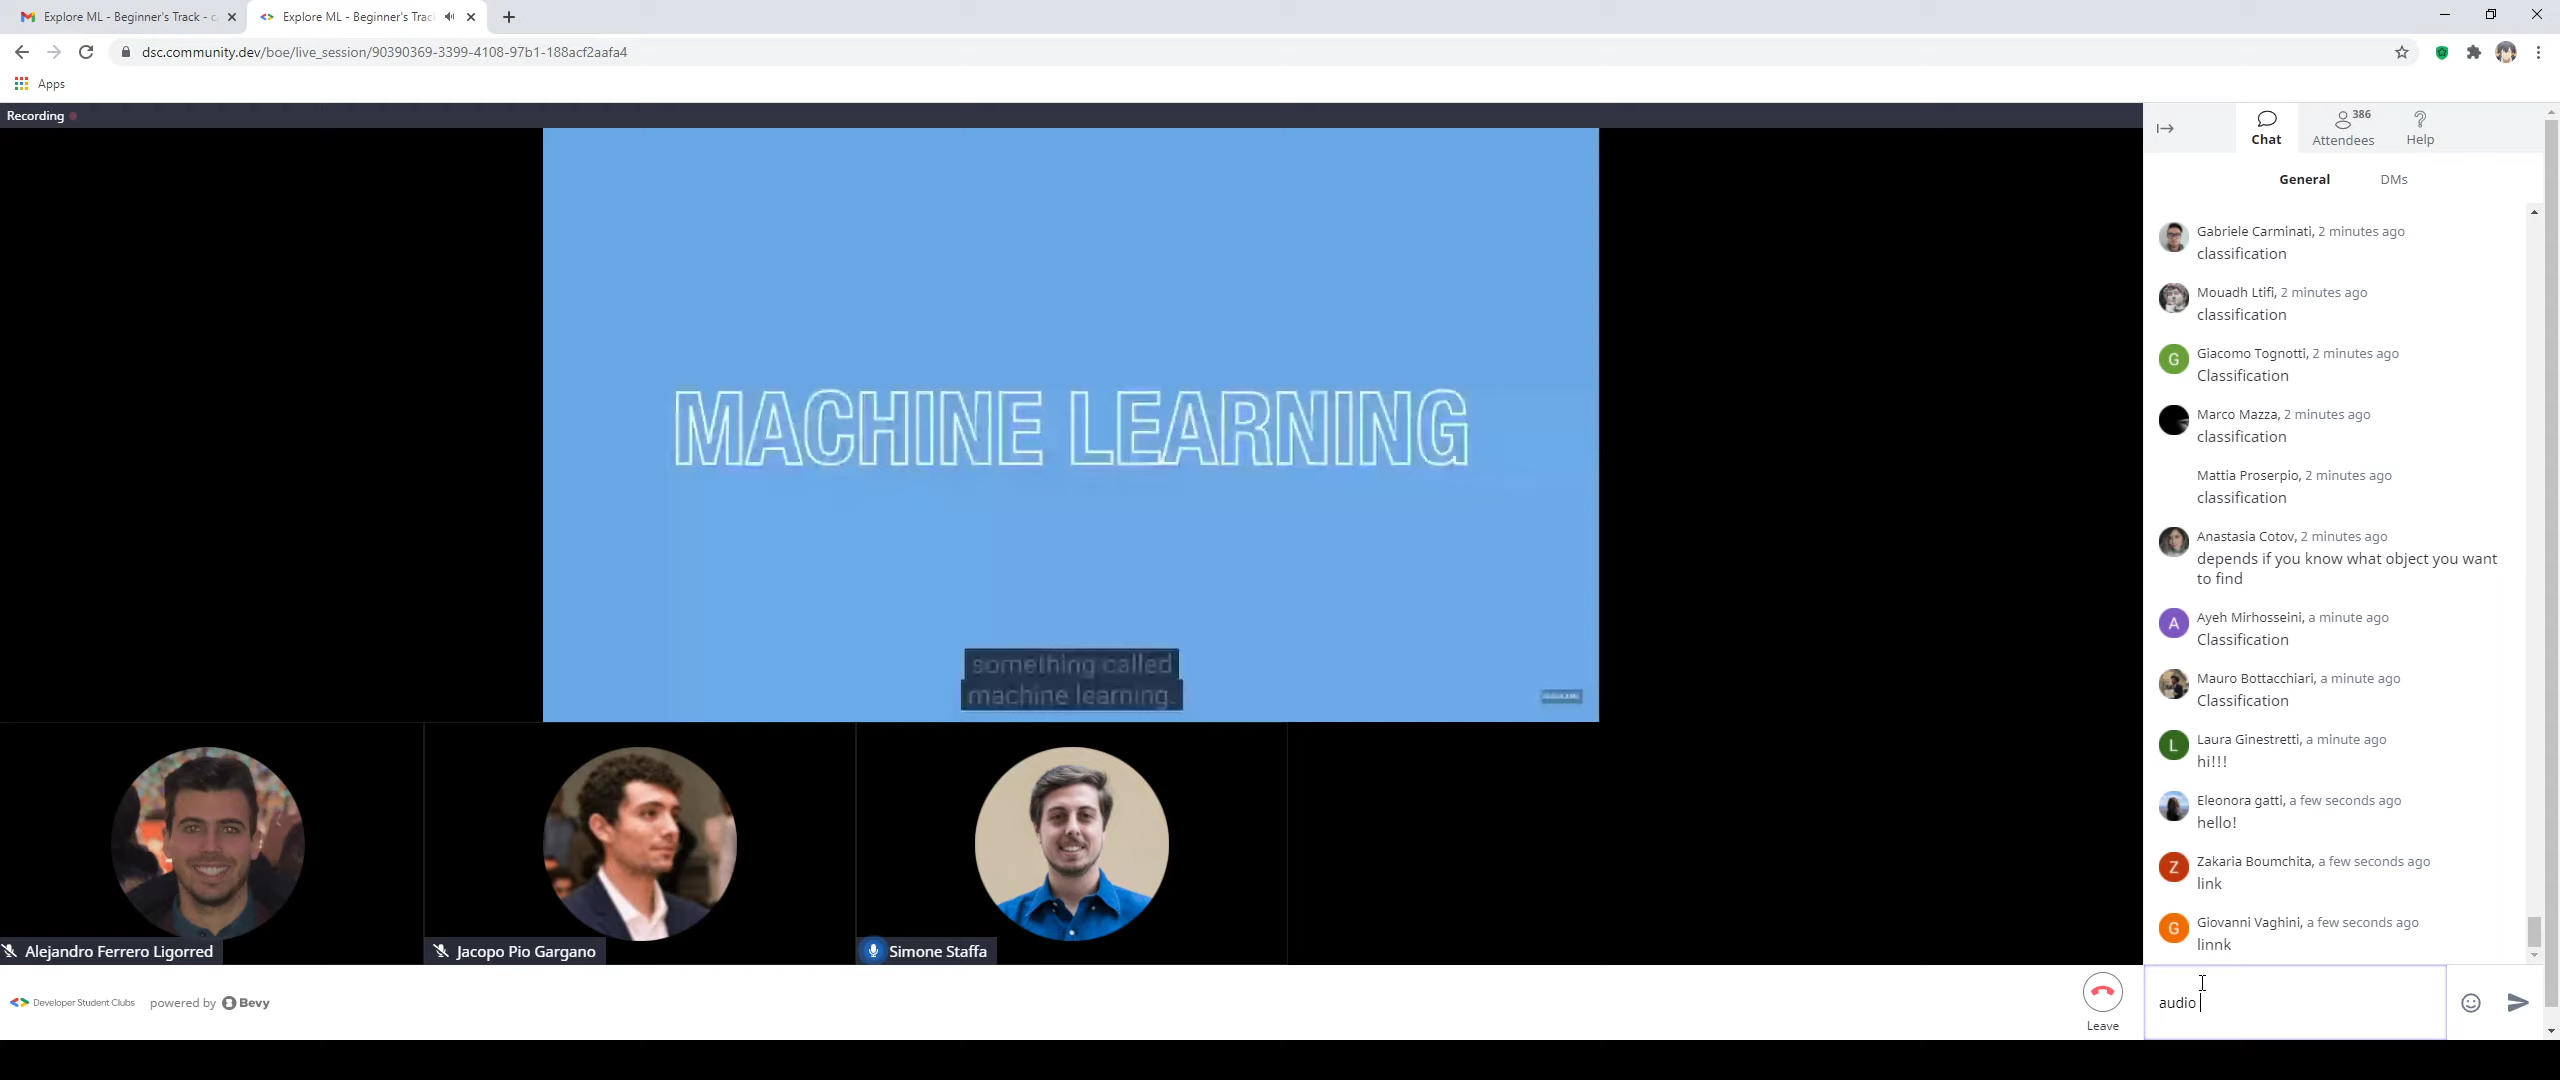 Explore ML - Beginner's Track -
Explore ML - Beginner's Trac
dsc.community.dev/boe/live_session/90390369-3399-4108-97b1-188acf2aafa4
Apps
Recording
MACHINE LEARNING
something called
machine learning.
Alejandro Ferrero Ligorred
Jacopo Pio Gargano
Simone Staffa
Developer Student Clubs powered by Bevy
Leave
Chat
386
Attendees
Help
General DMs
Gabriele Carminati, 2 minutes ago
classification
Mouadh Ltifi, 2 minutes ago
classification
G
Giacomo Tognotti, 2 minutes ago
Classification
Marco Mazza, 2 minutes ago
classification
Mattia Proserpio, 2 minutes ago
classification
Anastasia Cotov, 2 minutes ago
depends if you know what object you want
to find
A
Ayeh Mirhosseini, a minute ago
Classification
Mauro Bottacchiari, a minute ago
Classification
L
Laura Ginestretti, a minute ago
hi!!!
Eleonora gatti, a few seconds ago
hello!
Z
Zakaria Boumchita, a few seconds ago
link
G
Giovanni Vaghini, a few seconds ago
linnk
audio